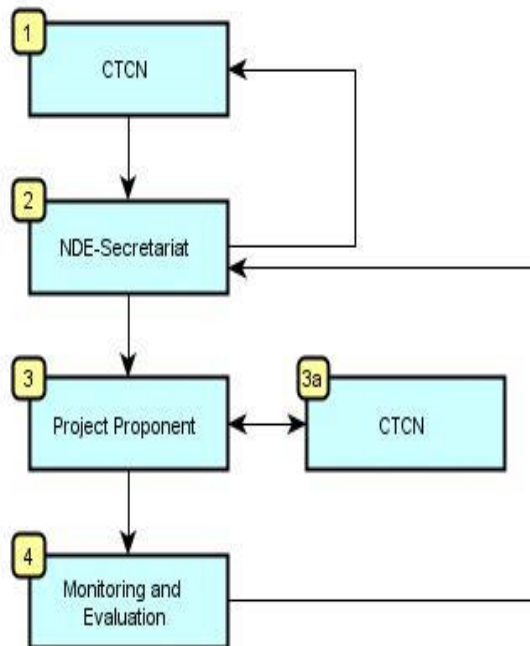 1
CTCN
2
NDE-Secretariat
3
Project Proponent
3a
CTCN
4
Monitoring and
Evaluation